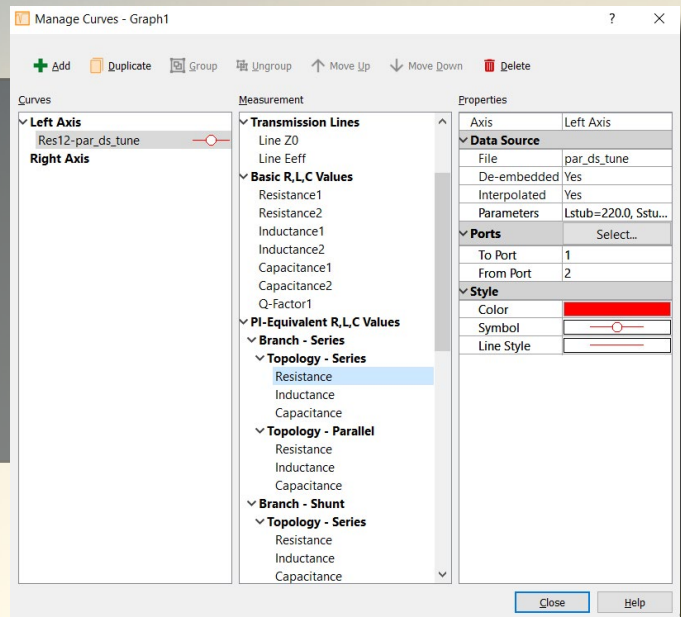 Manage Curves - Graph1
? ×
Add Duplicate Group Ungroup Move Up Move Down Delete
Curves
Left Axis
Res12-par_ds_tune
Right Axis
Measurement
Transmission Lines
Line Z0
Line Eeff
Basic R,L,C Values
Resistance1
Resistance2
Inductance1
Inductance2
Capacitance1
Capacitance2
Q-Factor1
PI-Equivalent R,L,C Values
Branch - Series
Topology - Series
Resistance
Inductance
Capacitance
Topology - Parallel
Resistance
Inductance
Capacitance
Branch - Shunt
Topology - Series
Resistance
Inductance
Capacitance
Properties
Axis Left Axis
Data Source
File par_ds_tune
De-embedded Yes
Interpolated Yes
Parameters Lstub=220.0, Sstu...
Ports Select...
To Port 1
From Port 2
Style
Color
Symbol
Line Style
Close Help